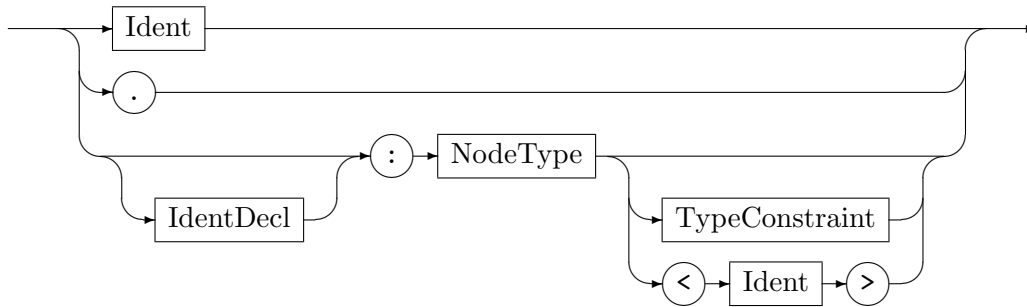 Ident
.
: NodeType
IdentDecl TypeConstraint
< Ident >